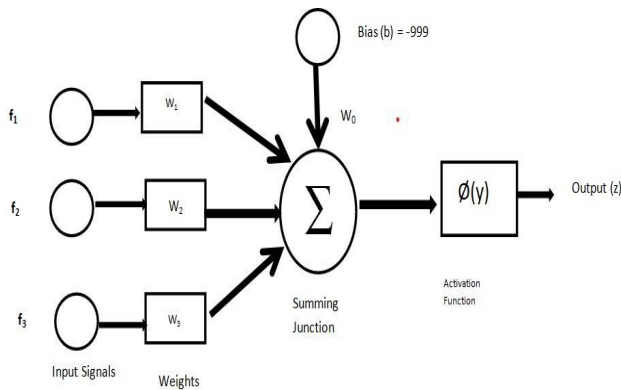 Bias (b) = -999
f₁
W₁
W₀
f₂
W₂
Σ
Ø(y)
Output (z)
Activation
Function
f₃
W₃
Summing
Junction
Input Signals
Weights